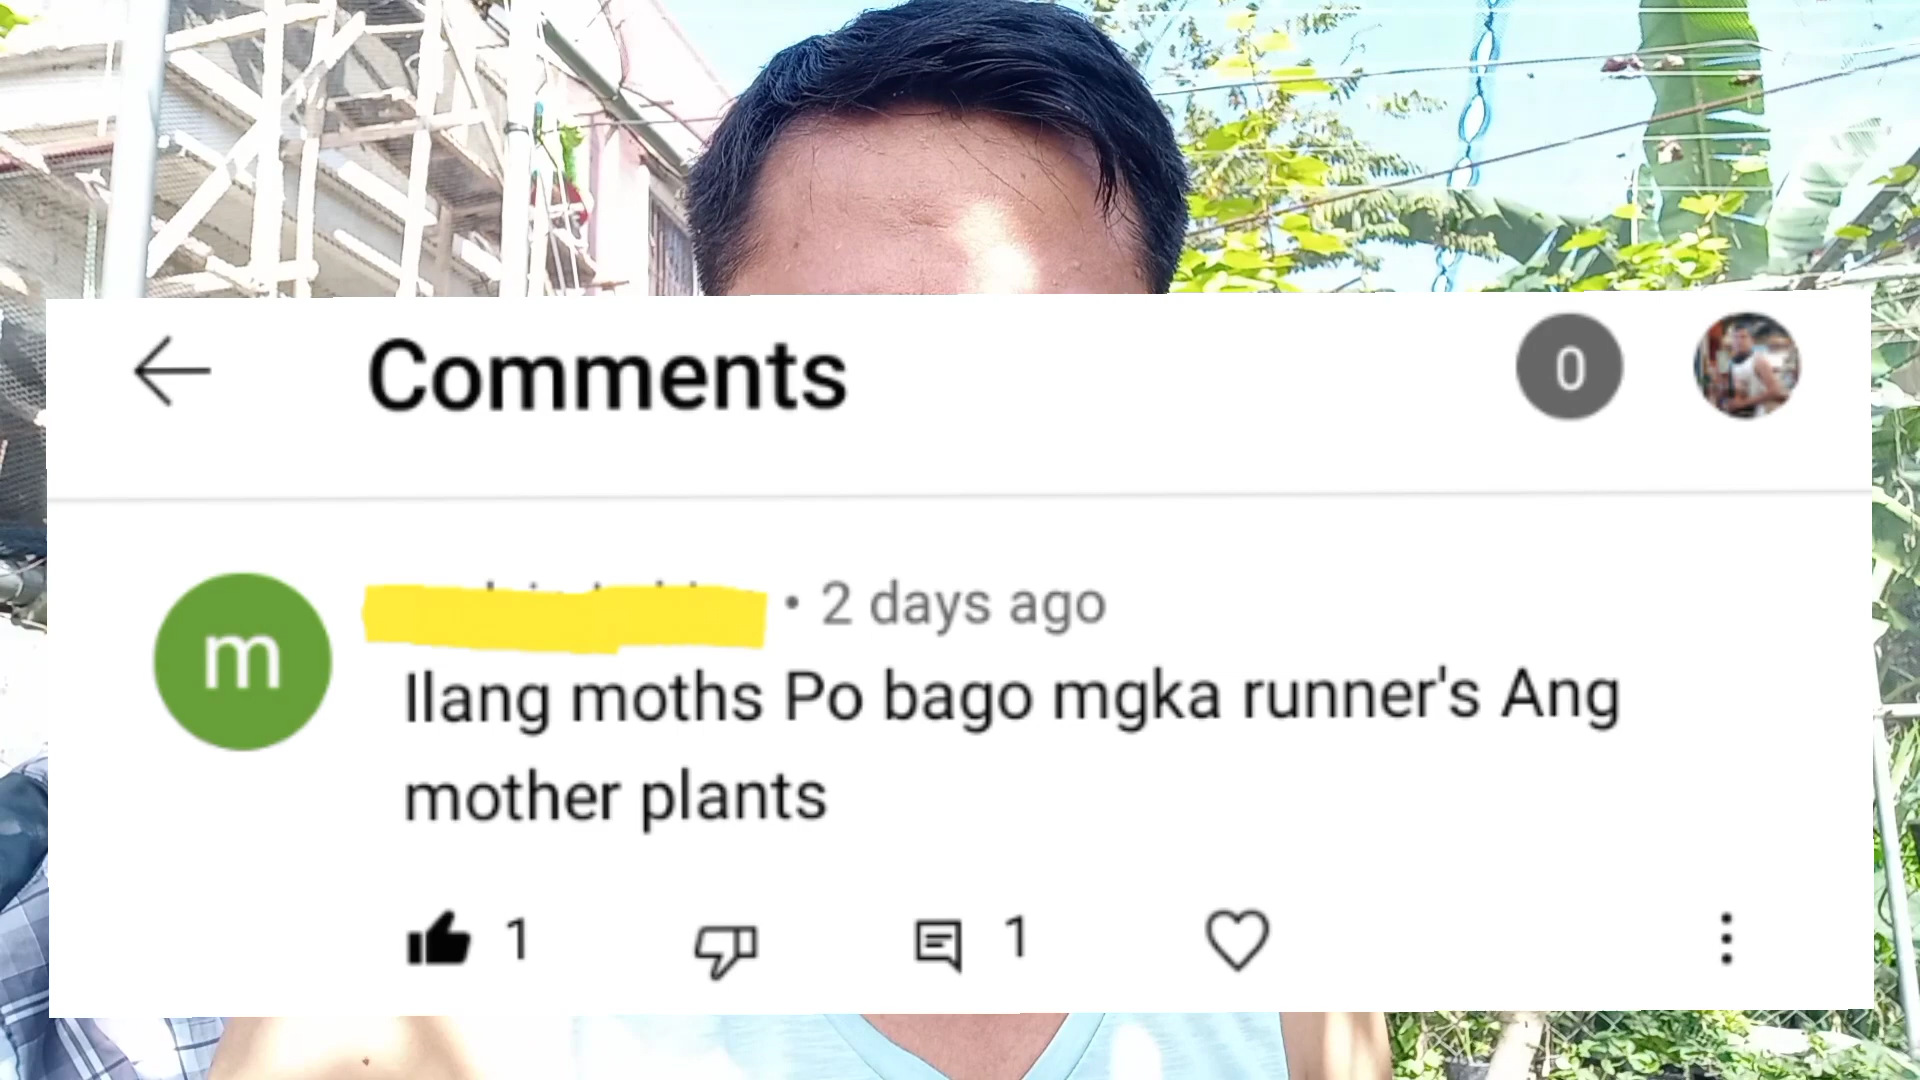 Comments
0
m
• 2 days ago
Ilang moths Po bago mgka runner's Ang
mother plants
1
1